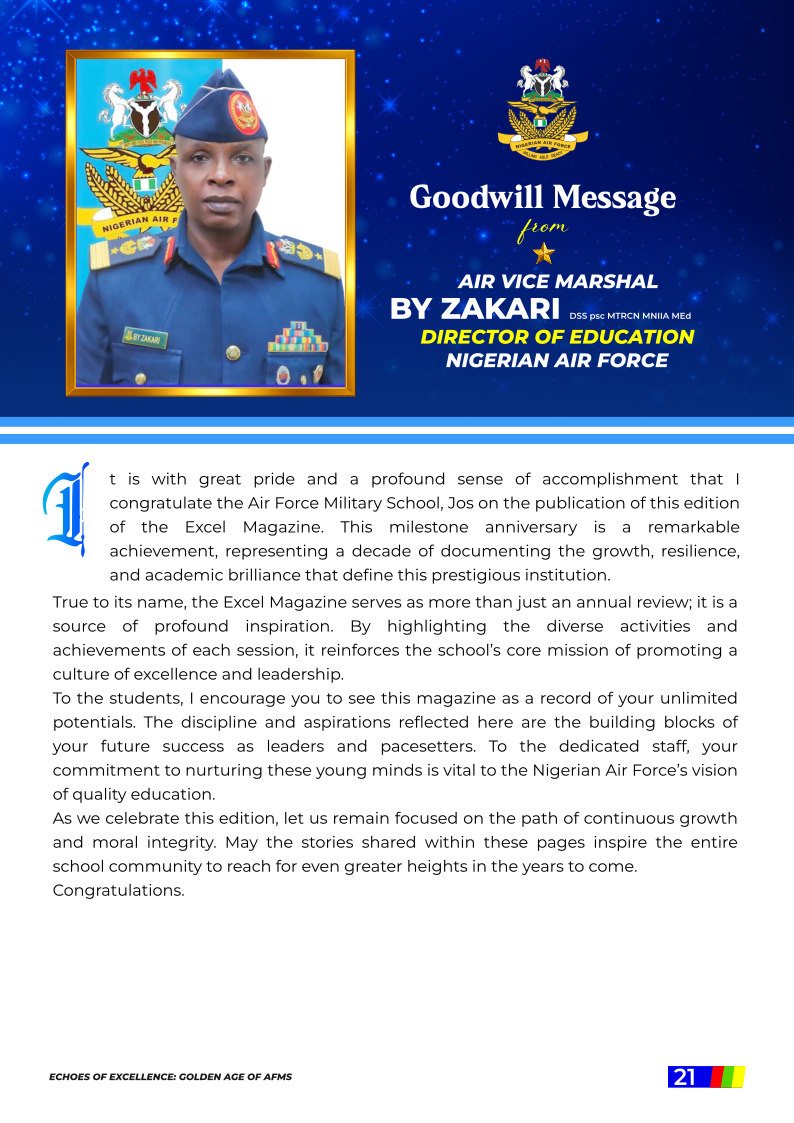 NIGERIAN AIR F
BY ZAKARI
NIGERIAN AIR FORCE
Goodwill Message
from
AIR VICE MARSHAL
BY ZAKARI DSS psc MTRCN MNIIA MEd
DIRECTOR OF EDUCATION
NIGERIAN AIR FORCE
It is with great pride and a profound sense of accomplishment that I
congratulate the Air Force Military School, Jos on the publication of this edition
of the Excel Magazine. This milestone anniversary is a remarkable
achievement, representing a decade of documenting the growth, resilience,
and academic brilliance that define this prestigious institution.
True to its name, the Excel Magazine serves as more than just an annual review; it is a
source of profound inspiration. By highlighting the diverse activities and
achievements of each session, it reinforces the school's core mission of promoting a
culture of excellence and leadership.
To the students, I encourage you to see this magazine as a record of your unlimited
potentials. The discipline and aspirations reflected here are the building blocks of
your future success as leaders and pacesetters. To the dedicated staff, your
commitment to nurturing these young minds is vital to the Nigerian Air Force's vision
of quality education.
As we celebrate this edition, let us remain focused on the path of continuous growth
and moral integrity. May the stories shared within these pages inspire the entire
school community to reach for even greater heights in the years to come.
Congratulations.
ECHOES OF EXCELLENCE: GOLDEN AGE OF AFMS
21